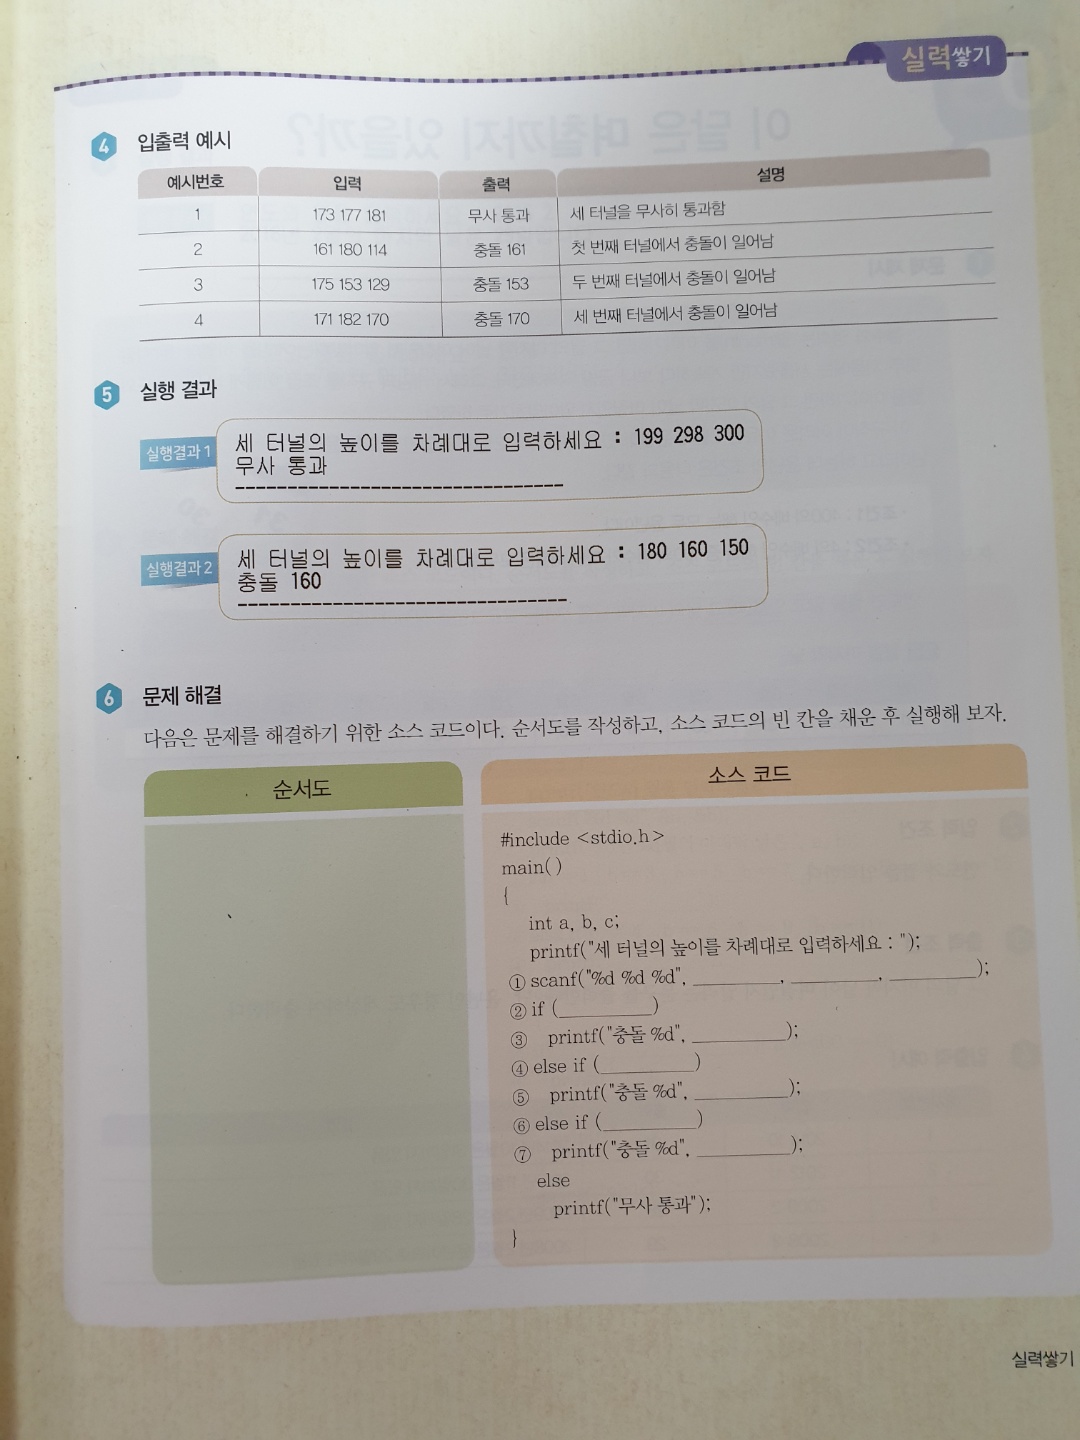 실력쌓기
4 입출력 예시
예시번호 입력 출력 설명
1 173 177 181 무사 통과 세 터널을 무사히 통과함
2 161 180 114 충돌 161 첫 번째 터널에서 충돌이 일어남
3 175 153 129 충돌 153 두 번째 터널에서 충돌이 일어남
4 171 182 170 충돌 170 세 번째 터널에서 충돌이 일어남
5 실행 결과
실행결과 1
세 터널의 높이를 차례대로 입력하세요 : 199 298 300
무사 통과
--------------------------------
실행결과 2
세 터널의 높이를 차례대로 입력하세요 : 180 160 150
충돌 160
--------------------------------
6 문제 해결
다음은 문제를 해결하기 위한 소스 코드이다. 순서도를 작성하고, 소스 코드의 빈 칸을 채운 후 실행해 보자.
순서도
소스 코드
#include <stdio.h>
main( )
{
int a, b, c;
printf("세 터널의 높이를 차례대로 입력하세요 : ");
① scanf("%d %d %d", __________, __________, __________);
② if (__________)
③ printf("충돌 %d", __________);
④ else if (__________)
⑤ printf("충돌 %d", __________);
⑥ else if (__________)
⑦ printf("충돌 %d", __________);
else
printf("무사 통과");
}
실력쌓기